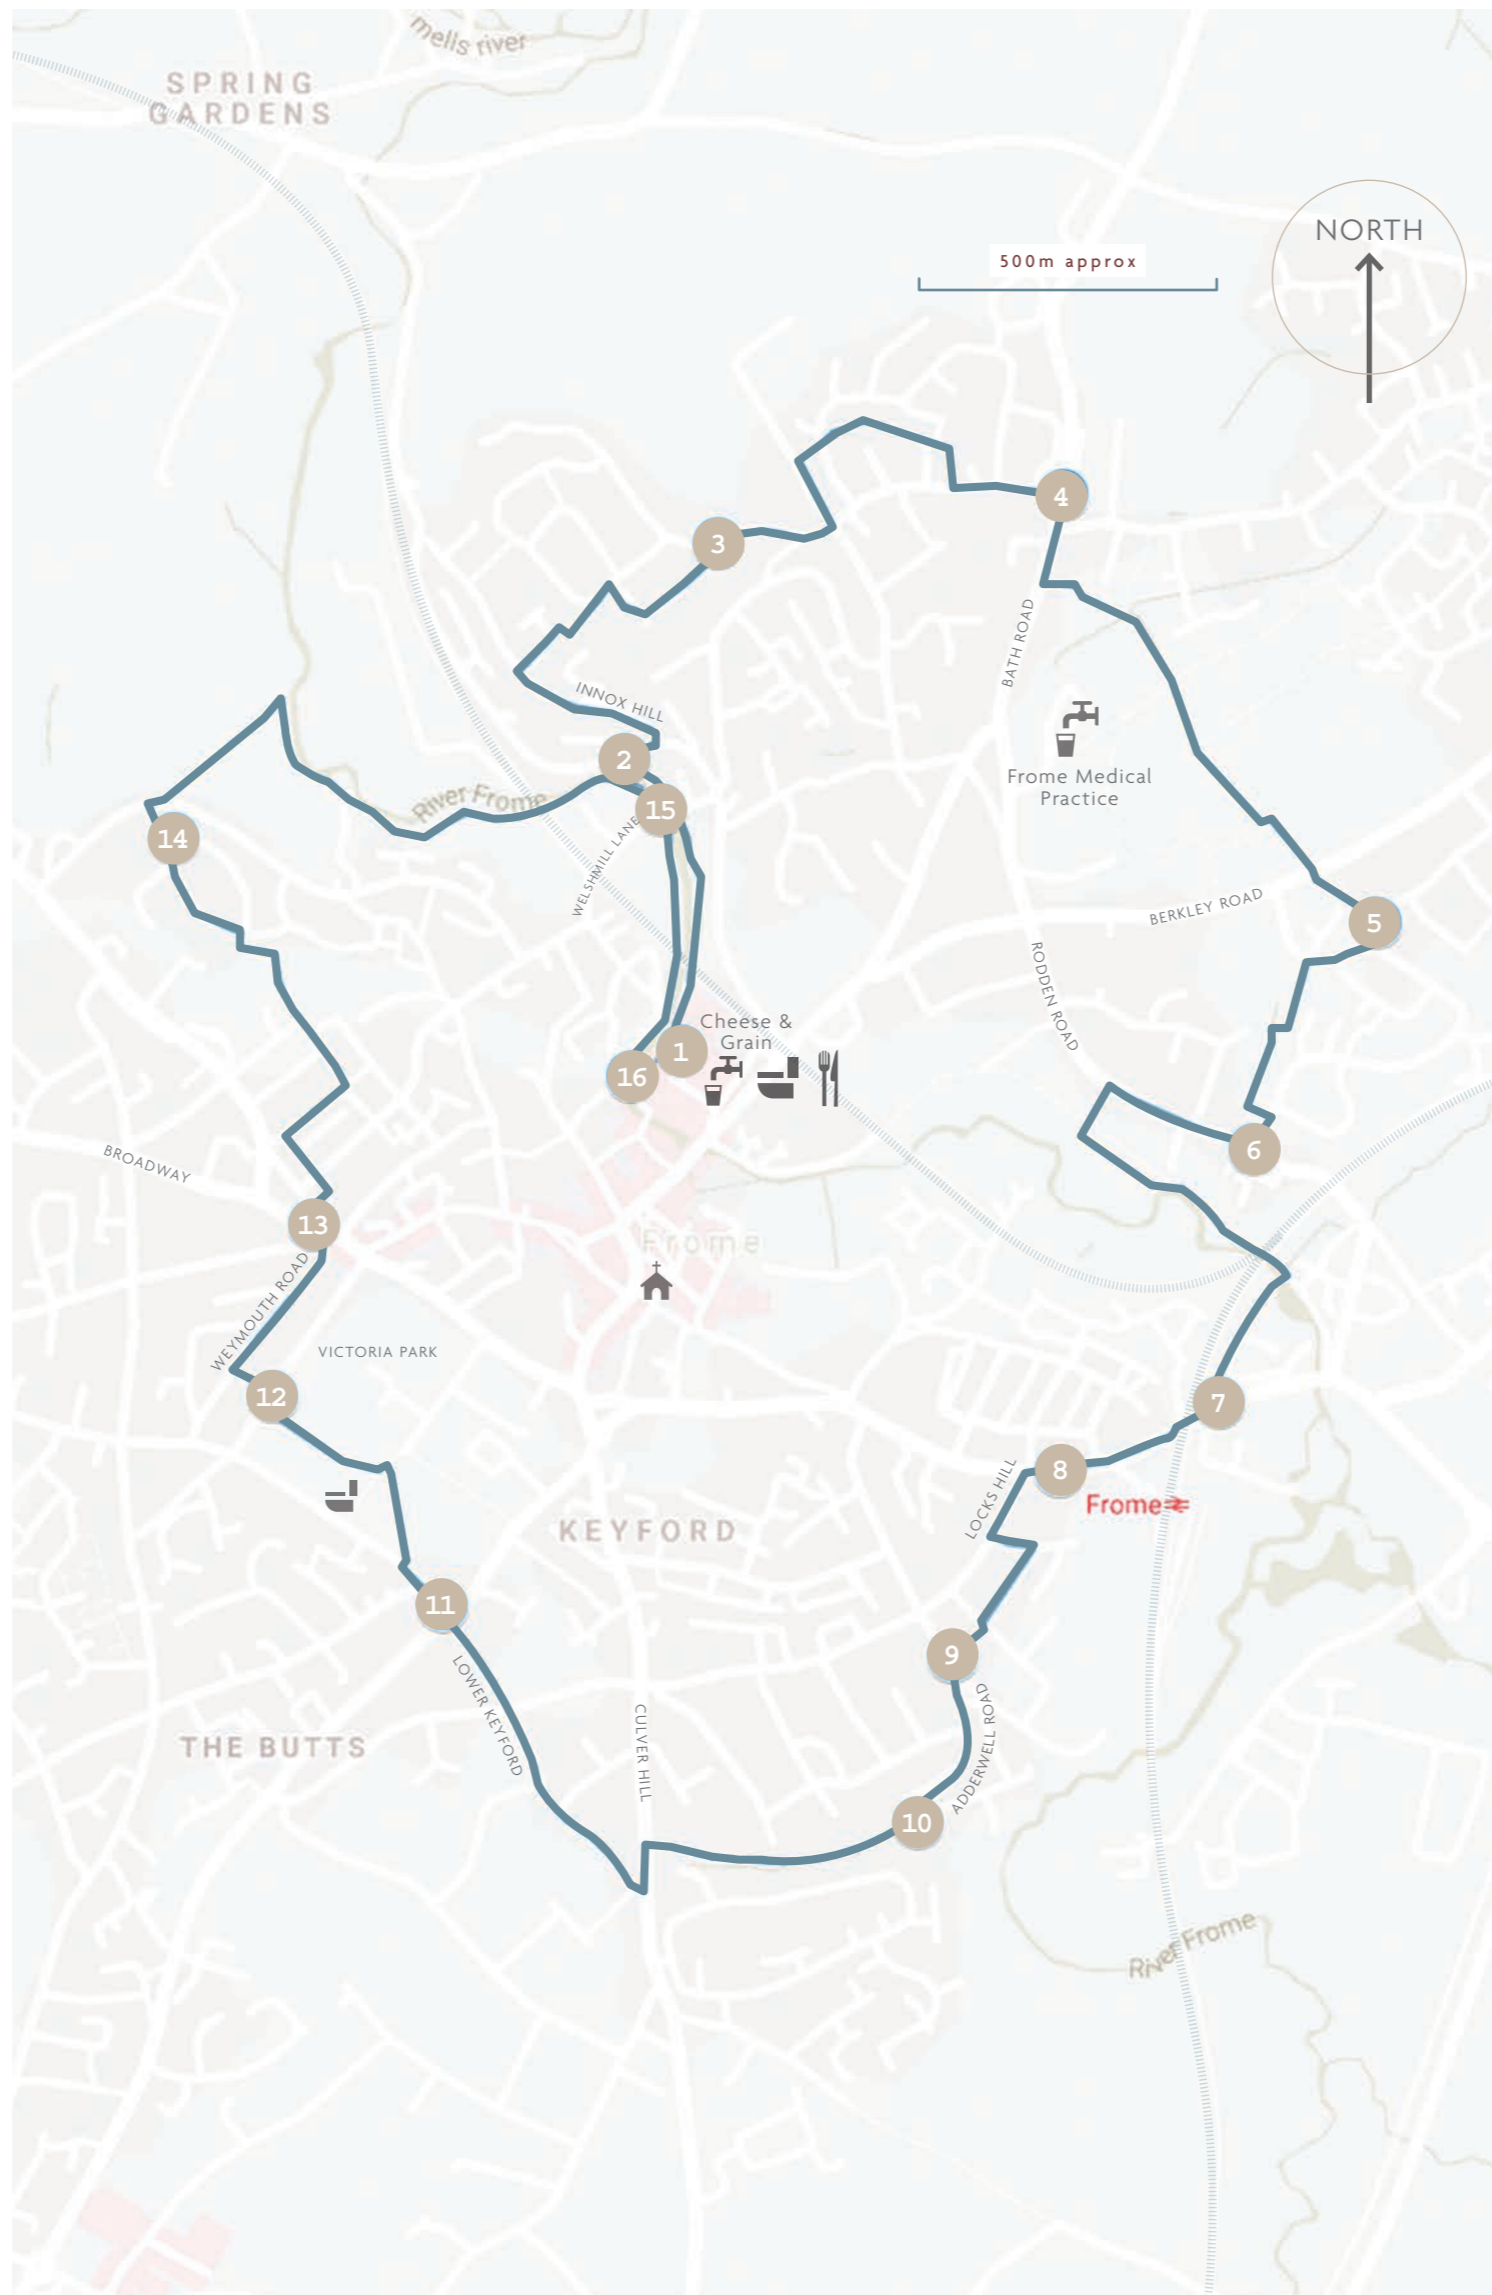 mells river
SPRING
GARDENS
NORTH
500m approx
4
3
BATH ROAD
INNOX HILL
2
Frome Medical
Practice
River Frome
15
WELSHMILL LANE
14
BERKLEY ROAD
5
RODDEN ROAD
Cheese &
Grain
1
16
6
BROADWAY
13
Frome
WEYMOUTH ROAD
VICTORIA PARK
12
7
8
LOCKS HILL
Frome
KEYFORD
11
9
LOWER KEYFORD
CULVER HILL
ADDERWELL ROAD
THE BUTTS
10
River Frome